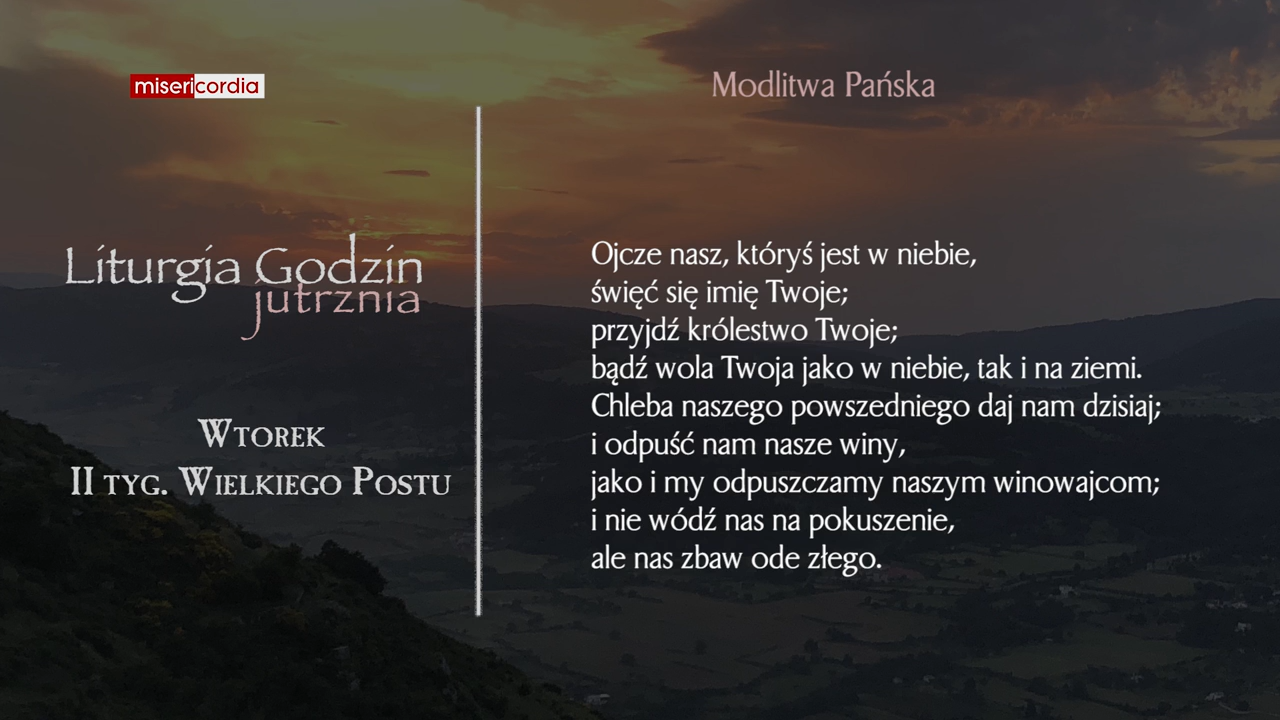 misericordia
Liturgia Godzin
jutrznia
Wtorek
II tyg. Wielkiego Postu
Modlitwa Pańska
Ojcze nasz, któryś jest w niebie,
święć się imię Twoje;
przyjdź królestwo Twoje;
bądź wola Twoja jako w niebie, tak i na ziemi.
Chleba naszego powszedniego daj nam dzisiaj;
i odpuść nam nasze winy,
jako i my odpuszczamy naszym winowajcom;
i nie wódź nas na pokuszenie,
ale nas zbaw ode złego.